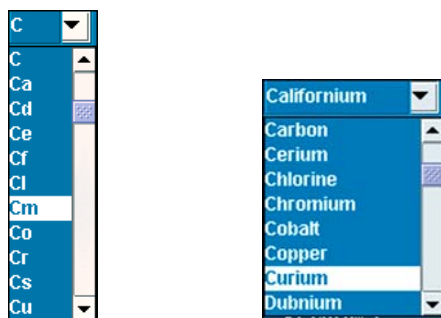 C
C
Ca
Cd
Ce
Cf
Cl
Cm
Co
Cr
Cs
Cu
Californium
Carbon
Cerium
Chlorine
Chromium
Cobalt
Copper
Curium
Dubnium